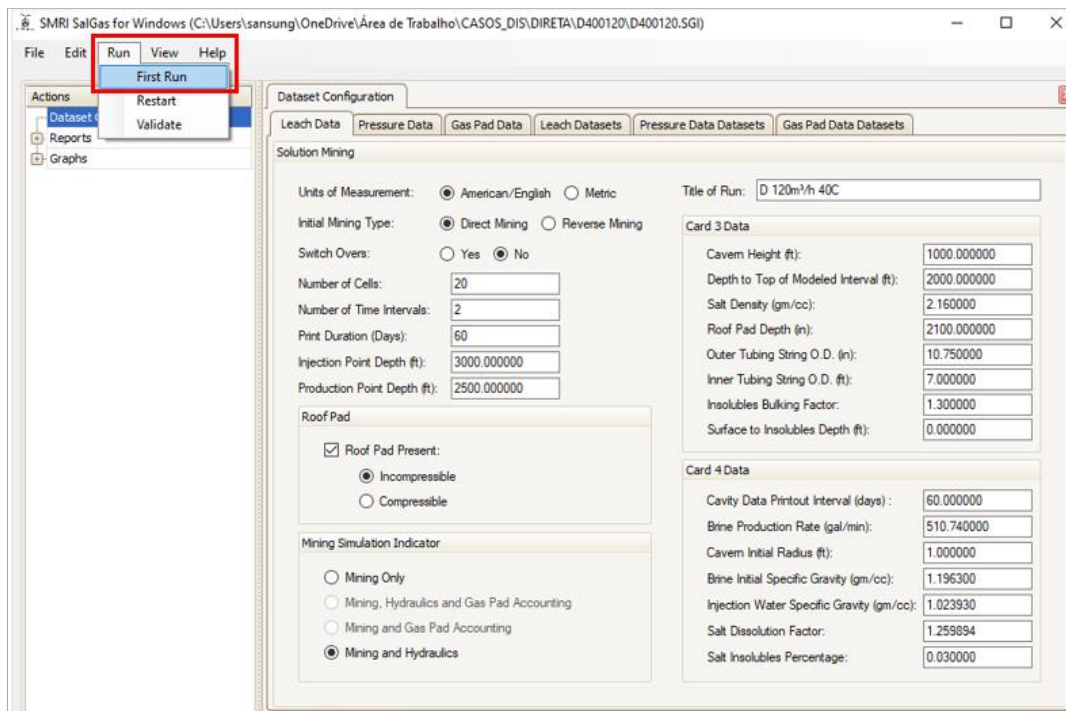 SMRI SalGas for Windows (C:\Users\sansung\OneDrive\Área de Trabalho\CASOS_DIS\DIRETA\D400120\D400120.SGI)
File Edit Run View Help
First Run
Restart
Validate
Actions
Dataset
Reports
Graphs
Dataset Configuration
Leach Data Pressure Data Gas Pad Data Leach Datasets Pressure Data Datasets Gas Pad Data Datasets
Solution Mining
Units of Measurement: American/English Metric
Initial Mining Type: Direct Mining Reverse Mining
Switch Overs: Yes No
Number of Cells: 20
Number of Time Intervals: 2
Print Duration (Days): 60
Injection Point Depth (ft): 3000.000000
Production Point Depth (ft): 2500.000000
Roof Pad
Roof Pad Present:
Incompressible
Compressible
Mining Simulation Indicator
Mining Only
Mining, Hydraulics and Gas Pad Accounting
Mining and Gas Pad Accounting
Mining and Hydraulics
Title of Run: D 120m³/h 40C
Card 3 Data
Cavern Height (ft): 1000.000000
Depth to Top of Modeled Interval (ft): 2000.000000
Salt Density (gm/cc): 2.160000
Roof Pad Depth (in): 2100.000000
Outer Tubing String O.D. (in): 10.750000
Inner Tubing String O.D. (ft): 7.000000
Insolubles Bulking Factor: 1.300000
Surface to Insolubles Depth (ft): 0.000000
Card 4 Data
Cavity Data Printout Interval (days) : 60.000000
Brine Production Rate (gal/min): 510.740000
Cavern Initial Radius (ft): 1.000000
Brine Initial Specific Gravity (gm/cc): 1.196300
Injection Water Specific Gravity (gm/cc): 1.023930
Salt Dissolution Factor: 1.259894
Salt Insolubles Percentage: 0.030000